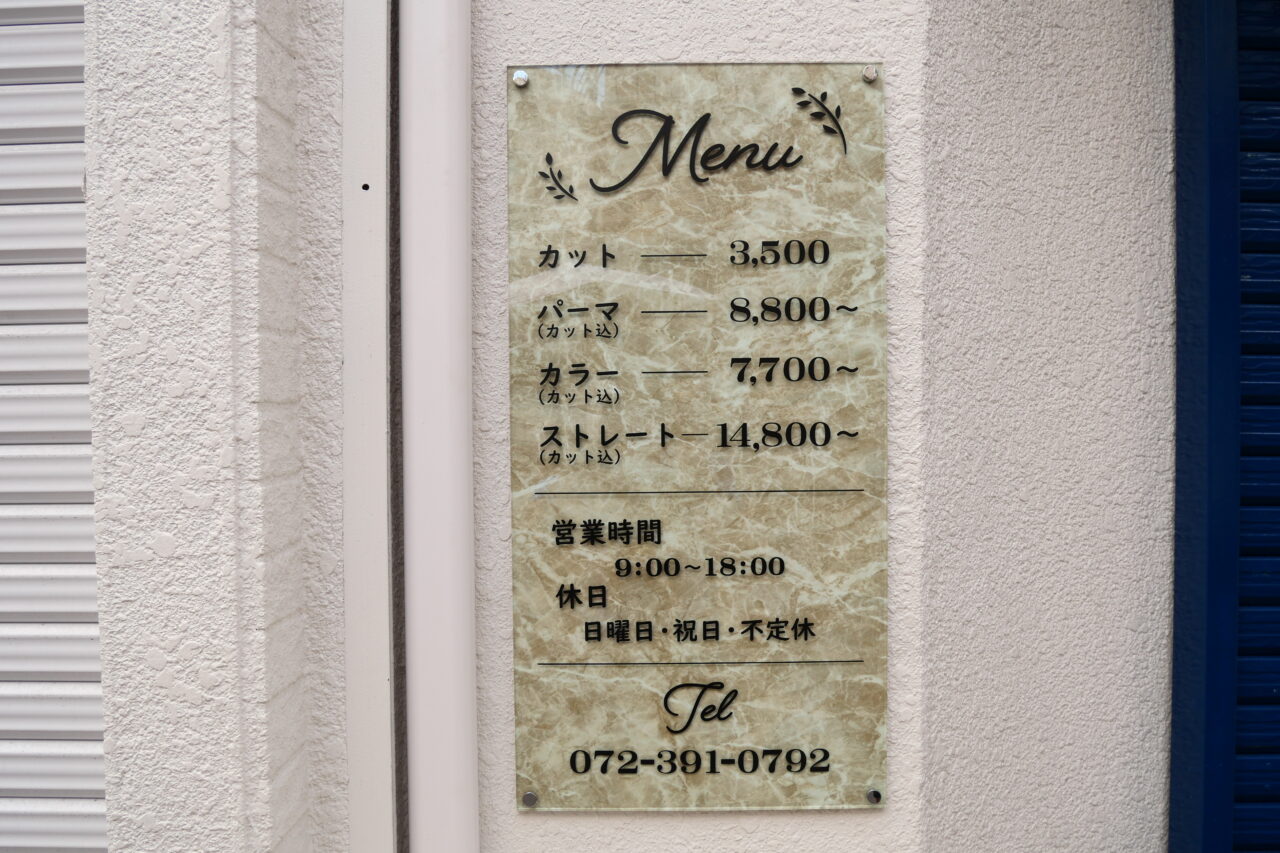 Menu
カット — 3,500
パーマ — 8,800~
(カット込)
カラー — 7,700~
(カット込)
ストレート — 14,800~
(カット込)
営業時間
9:00~18:00
休日
日曜日・祝日・不定休
Tel
072-391-0792